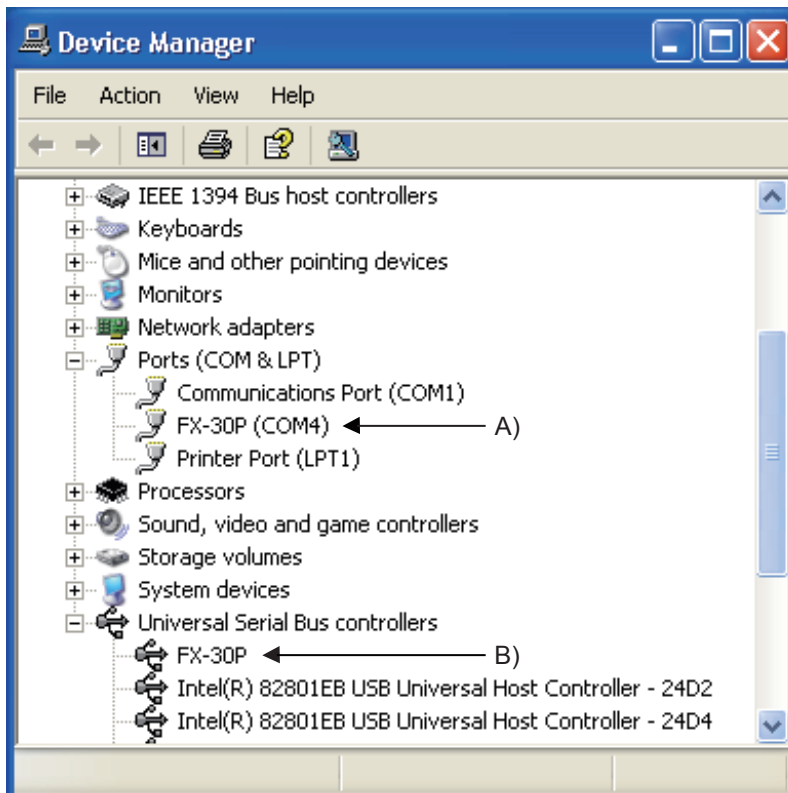 Device Manager
File Action View Help
IEEE 1394 Bus host controllers
Keyboards
Mice and other pointing devices
Monitors
Network adapters
Ports (COM & LPT)
Communications Port (COM1)
FX-30P (COM4) A)
Printer Port (LPT1)
Processors
Sound, video and game controllers
Storage volumes
System devices
Universal Serial Bus controllers
FX-30P B)
Intel(R) 82801EB USB Universal Host Controller - 24D2
Intel(R) 82801EB USB Universal Host Controller - 24D4